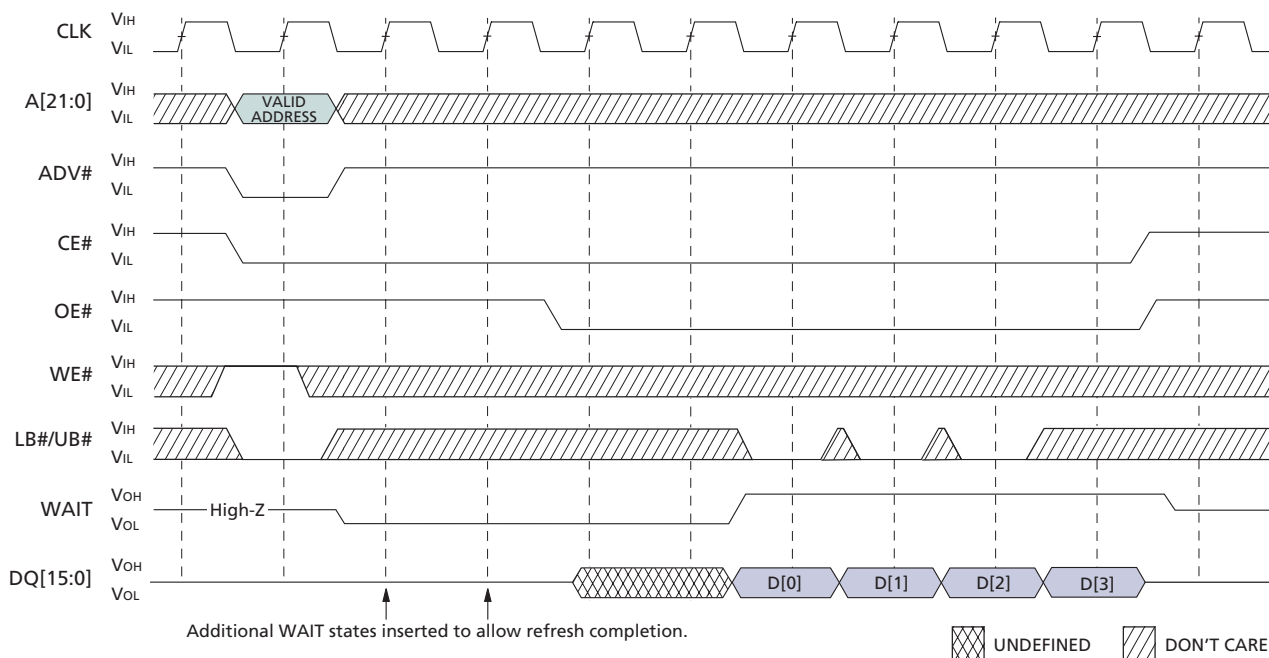 CLK VIH
VIL
A[21:0] VIH
VIL
VALID
ADDRESS
ADV# VIH
VIL
CE# VIH
VIL
OE# VIH
VIL
WE# VIH
VIL
LB#/UB# VIH
VIL
WAIT VOH
VOL
High-Z
DQ[15:0] VOH
VOL
D[0] D[1] D[2] D[3]
Additional WAIT states inserted to allow refresh completion.
UNDEFINED DON'T CARE